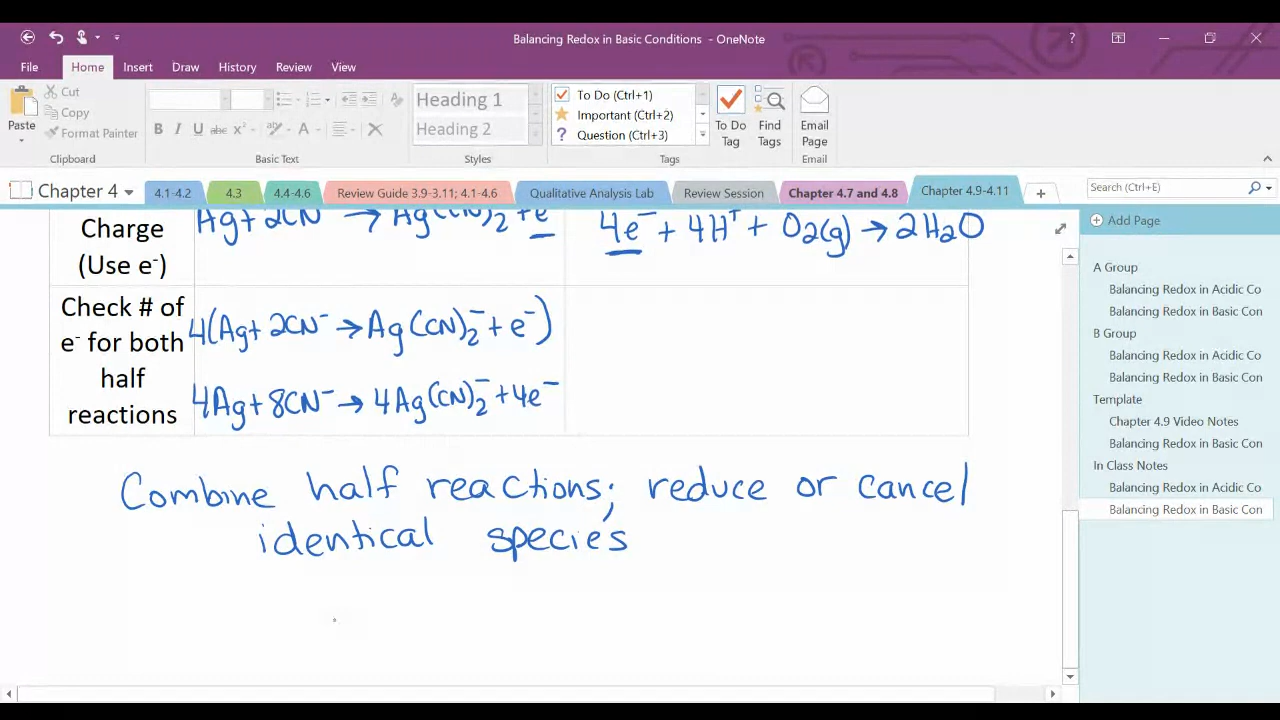 Balancing Redox in Basic Conditions - OneNote
?
File Home Insert Draw History Review View
Paste
Cut
Copy
Format Painter
Clipboard
B I U abc x² A
Basic Text
Heading 1
Heading 2
Styles
To Do (Ctrl+1)
Important (Ctrl+2)
? Question (Ctrl+3)
To Do Tag
Find Tags
Tags
Email Page
Email
Chapter 4
4.1-4.2 4.3 4.4-4.6 Review Guide 3.9-3.11; 4.1-4.6 Qualitative Analysis Lab Review Session Chapter 4.7 and 4.8 Chapter 4.9-4.11 +
Search (Ctrl+E)
Add Page
A Group
Balancing Redox in Acidic Co
Balancing Redox in Basic Con
B Group
Balancing Redox in Acidic Co
Balancing Redox in Basic Con
Template
Chapter 4.9 Video Notes
Balancing Redox in Basic Con
In Class Notes
Balancing Redox in Acidic Co
Balancing Redox in Basic Con
Charge
(Use e⁻)
Ag + 2CN⁻ → Ag(CN)₂⁻ + e⁻
4e⁻ + 4H⁺ + O₂(g) → 2H₂O
Check # of
e⁻ for both
half
reactions
4(Ag + 2CN⁻ → Ag(CN)₂⁻ + e⁻)
4Ag + 8CN⁻ → 4Ag(CN)₂⁻ + 4e⁻
Combine half reactions; reduce or cancel
identical species